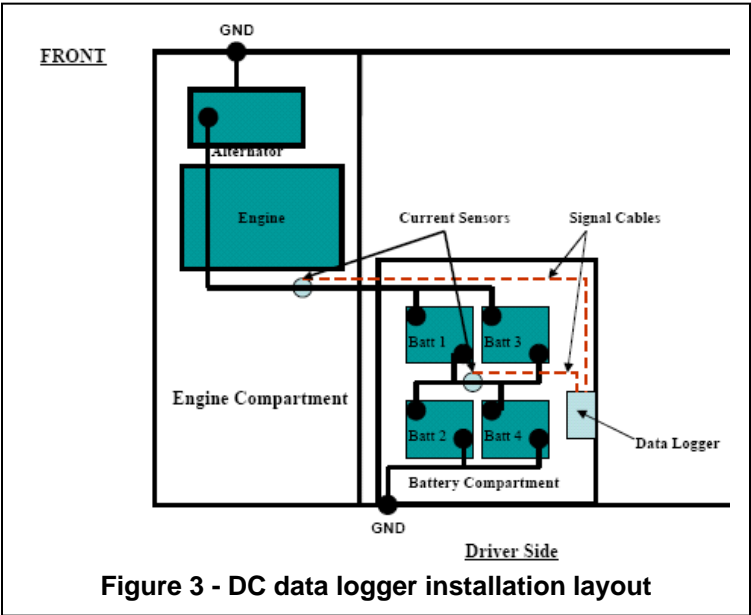 GND
FRONT
Alternator
Engine
Current Sensors
Signal Cables
Batt 1
Batt 3
Engine Compartment
Batt 2
Batt 4
Data Logger
Battery Compartment
GND
Driver Side
Figure 3 - DC data logger installation layout